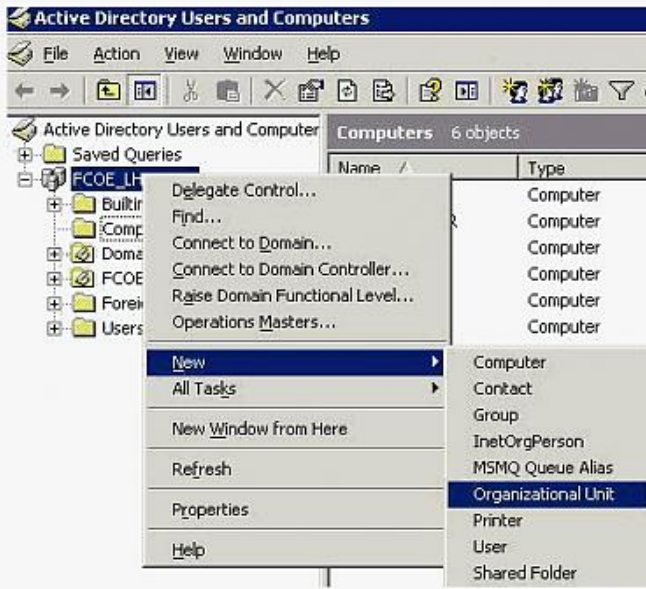 Active Directory Users and Computers
File Action View Window Help
Active Directory Users and Computer
Computers 6 objects
Saved Queries
Name Type
FCOE_LH
Delegate Control...
Computer
Find...
Computer
Connect to Domain...
Computer
Connect to Domain Controller...
Computer
FCOE
Raise Domain Functional Level...
Computer
Users
Operations Masters...
Computer
New
Computer
All Tasks
Contact
Group
New Window from Here
InetOrgPerson
Refresh
MSMQ Queue Alias
Organizational Unit
Properties
Printer
User
Help
Shared Folder